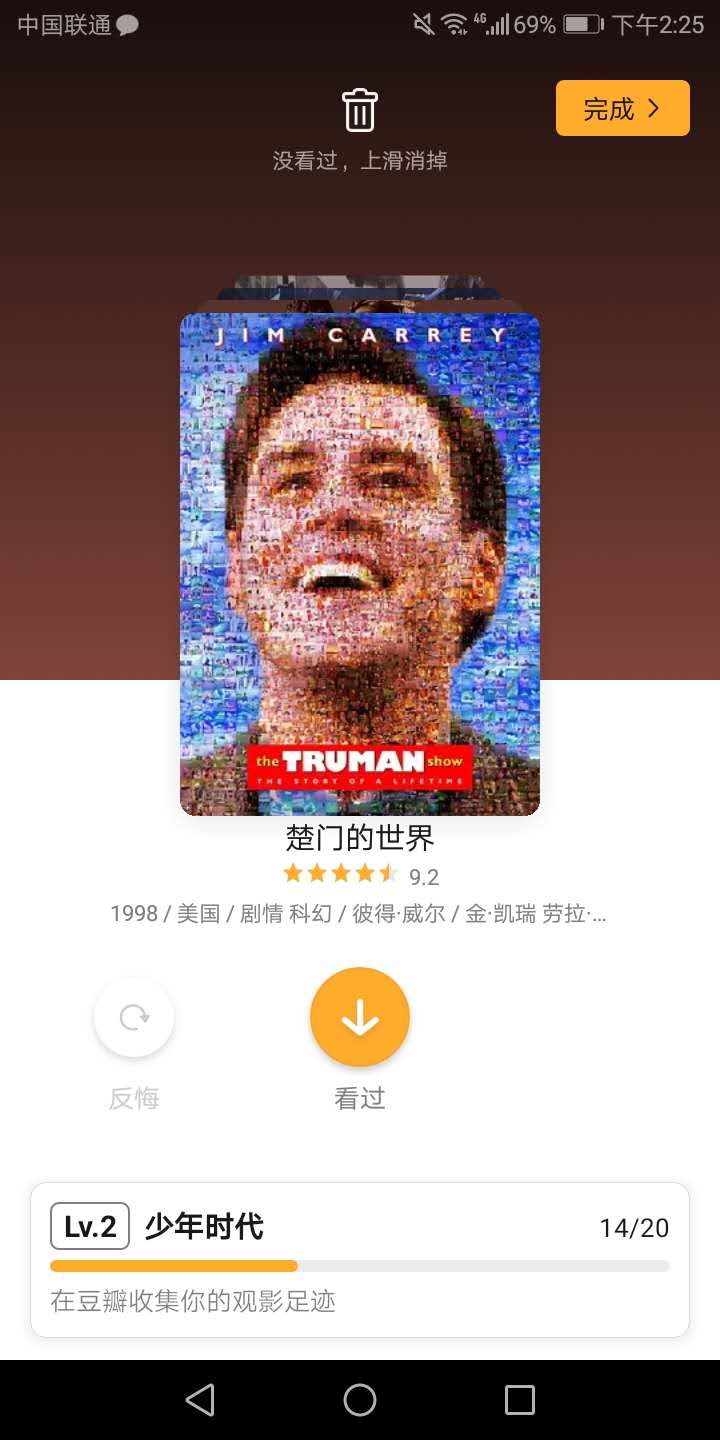 中国联通 4G 69% 下午2:25
完成
没看过，上滑消掉
JIM CARREY
the TRUMAN show
THE STORY OF A LIFETIME
楚门的世界
9.2
1998 / 美国 / 剧情 科幻 / 彼得·威尔 / 金·凯瑞 劳拉·...
反悔
看过
Lv.2 少年时代 14/20
在豆瓣收集你的观影足迹